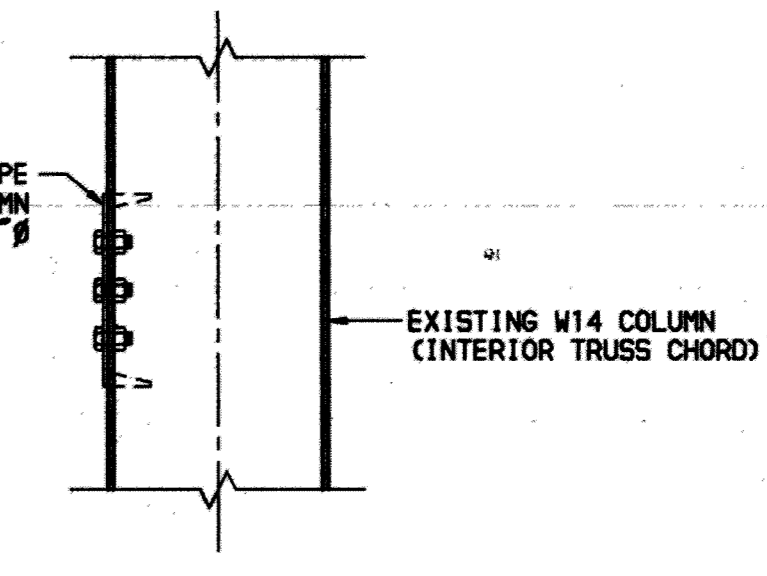 PE
MN
"Ø
EXISTING W14 COLUMN
(INTERIOR TRUSS CHORD)